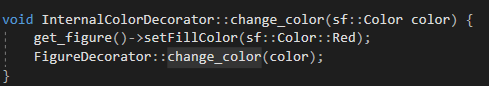 void InternalColorDecorator::change_color(sf::Color color) {
    get_figure()->setFillColor(sf::Color::Red);
    FigureDecorator::change_color(color);
}